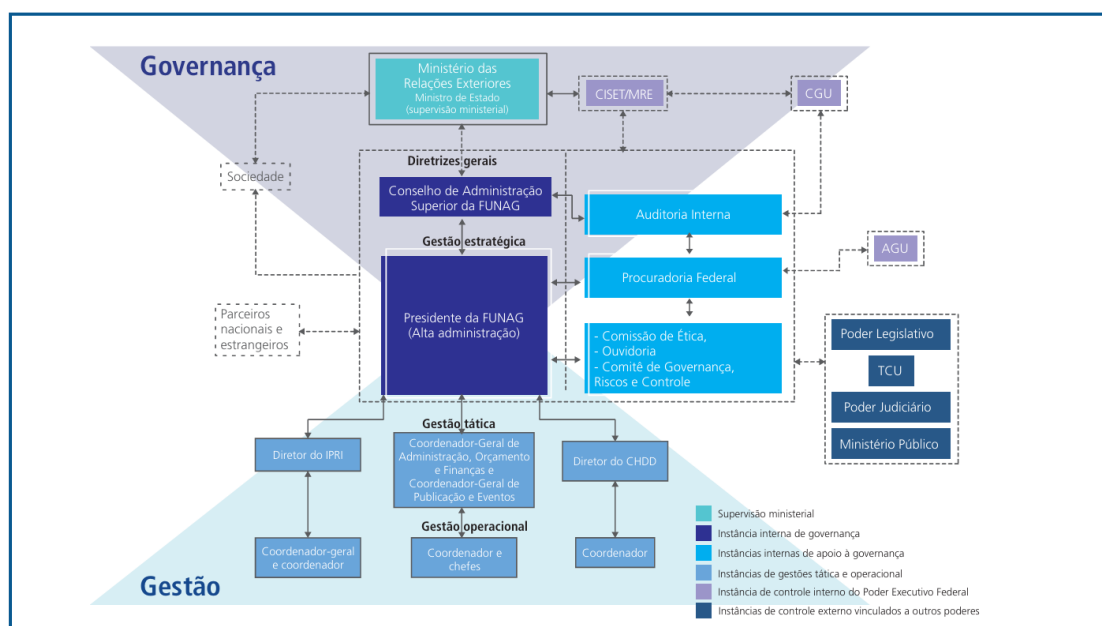 Governança
Ministério das
Relações Exteriores
Ministro de Estado
(supervisão ministerial)
CISET/MRE
CGU
Diretrizes gerais
Sociedade
Conselho de Administração
Superior da FUNAG
Auditoria Interna
Gestão estratégica
AGU
Procuradoria Federal
Parceiros
nacionais e
estrangeiros
Presidente da FUNAG
(Alta administração)
- Comissão de Ética,
- Ouvidoria
- Comitê de Governança,
Riscos e Controle
Poder Legislativo
TCU
Poder Judiciário
Ministério Público
Gestão tática
Diretor do IPRI
Coordenador-Geral de
Administração, Orçamento
e Finanças e
Coordenador-Geral de
Publicação e Eventos
Diretor do CHDD
Gestão operacional
Coordenador-geral
e coordenador
Coordenador e
chefes
Coordenador
Gestão
Supervisão ministerial
Instância interna de governança
Instâncias internas de apoio à governança
Instâncias de gestões tática e operacional
Instância de controle interno do Poder Executivo Federal
Instâncias de controle externo vinculados a outros poderes